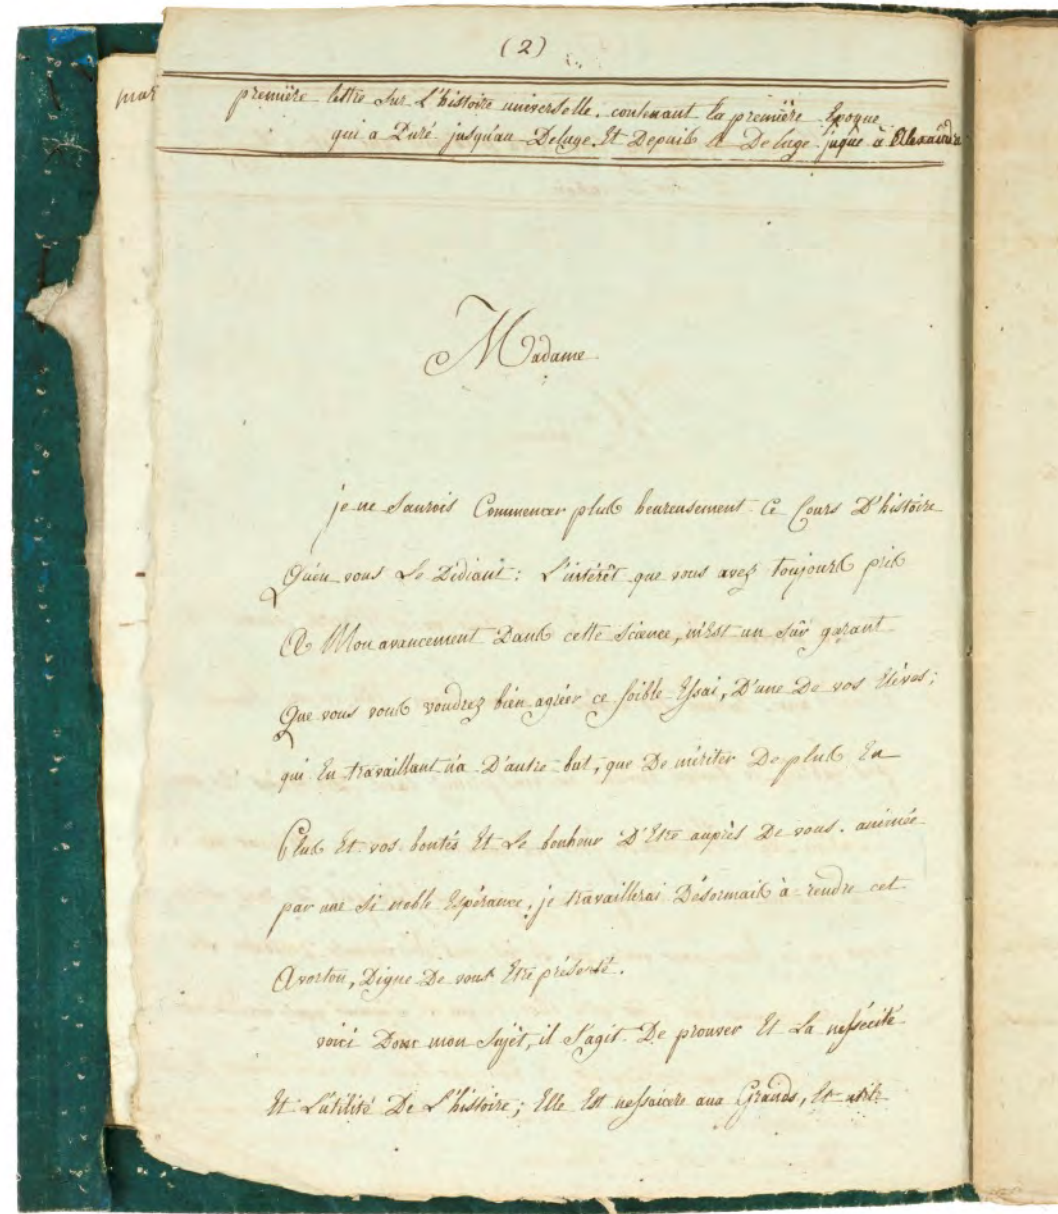 (2)
première lettre sur L'histoire universelle. contenant la première Epoque
qui a Duré jusqu'au Deluge. Et Depuis le Deluge juque à Alexandre
Madame
je ne Saurois Commencer plus heureusement Ce Cours D'histoire
Qu'en vous Le Dédiant: L'intérêt que vous avez toujours pris
A Mon avancement Dans cette Science, m'Est un sûr garant
Que vous vous voudrez bien agréer ce foible Essai, D'une De vos Elèves;
qui En travaillant n'a D'autre but, que De mériter De plus En
Plus Et vos bontés Et Le bonheur D'Etre auprès De vous. animée
par une Si noble Espérance, je travaillerai Désormais à rendre cet
Avorton, Digne De vous Etre présenté.
voici Donc mon Sujèt, il S'agit De prouver Et La nessécité
Et L'utilité De L'histoire; Elle Est nessaicere aux Grands, Et utile